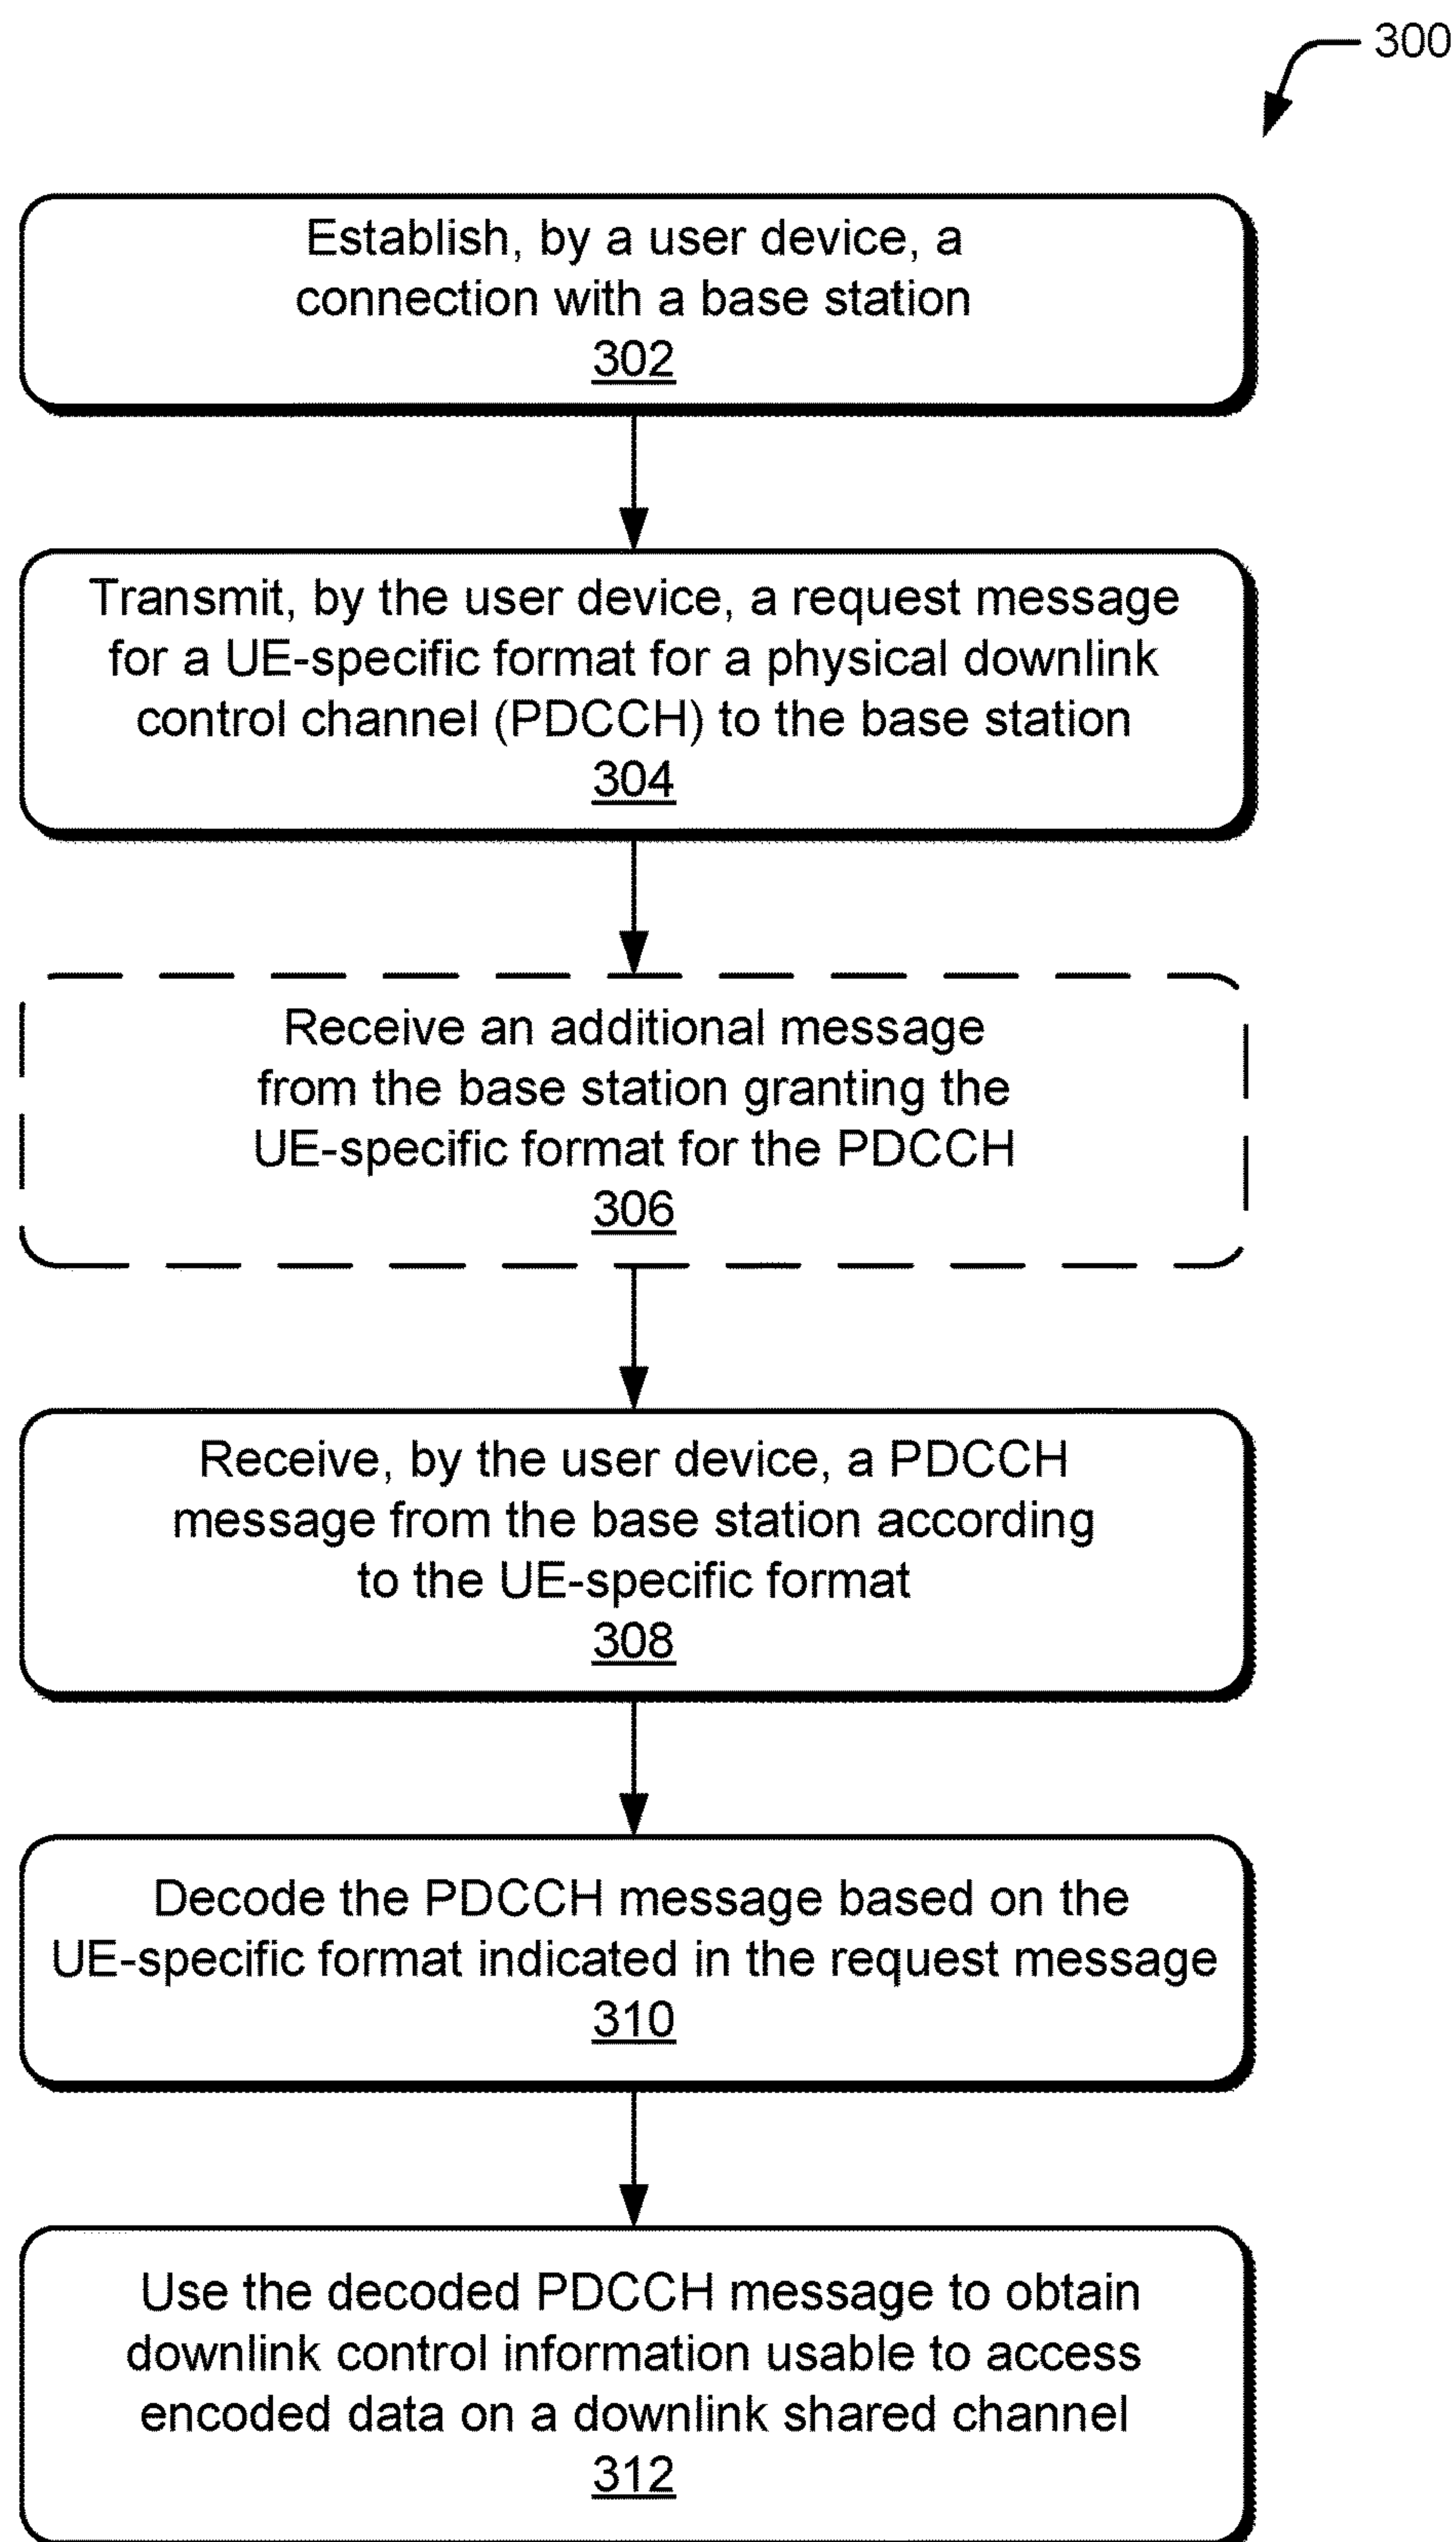 300
Establish, by a user device, a
connection with a base station
302
Transmit, by the user device, a request message
for a UE-specific format for a physical downlink
control channel (PDCCH) to the base station
304
Receive an additional message
from the base station granting the
UE-specific format for the PDCCH
306
Receive, by the user device, a PDCCH
message from the base station according
to the UE-specific format
308
Decode the PDCCH message based on the
UE-specific format indicated in the request message
310
Use the decoded PDCCH message to obtain
downlink control information usable to access
encoded data on a downlink shared channel
312